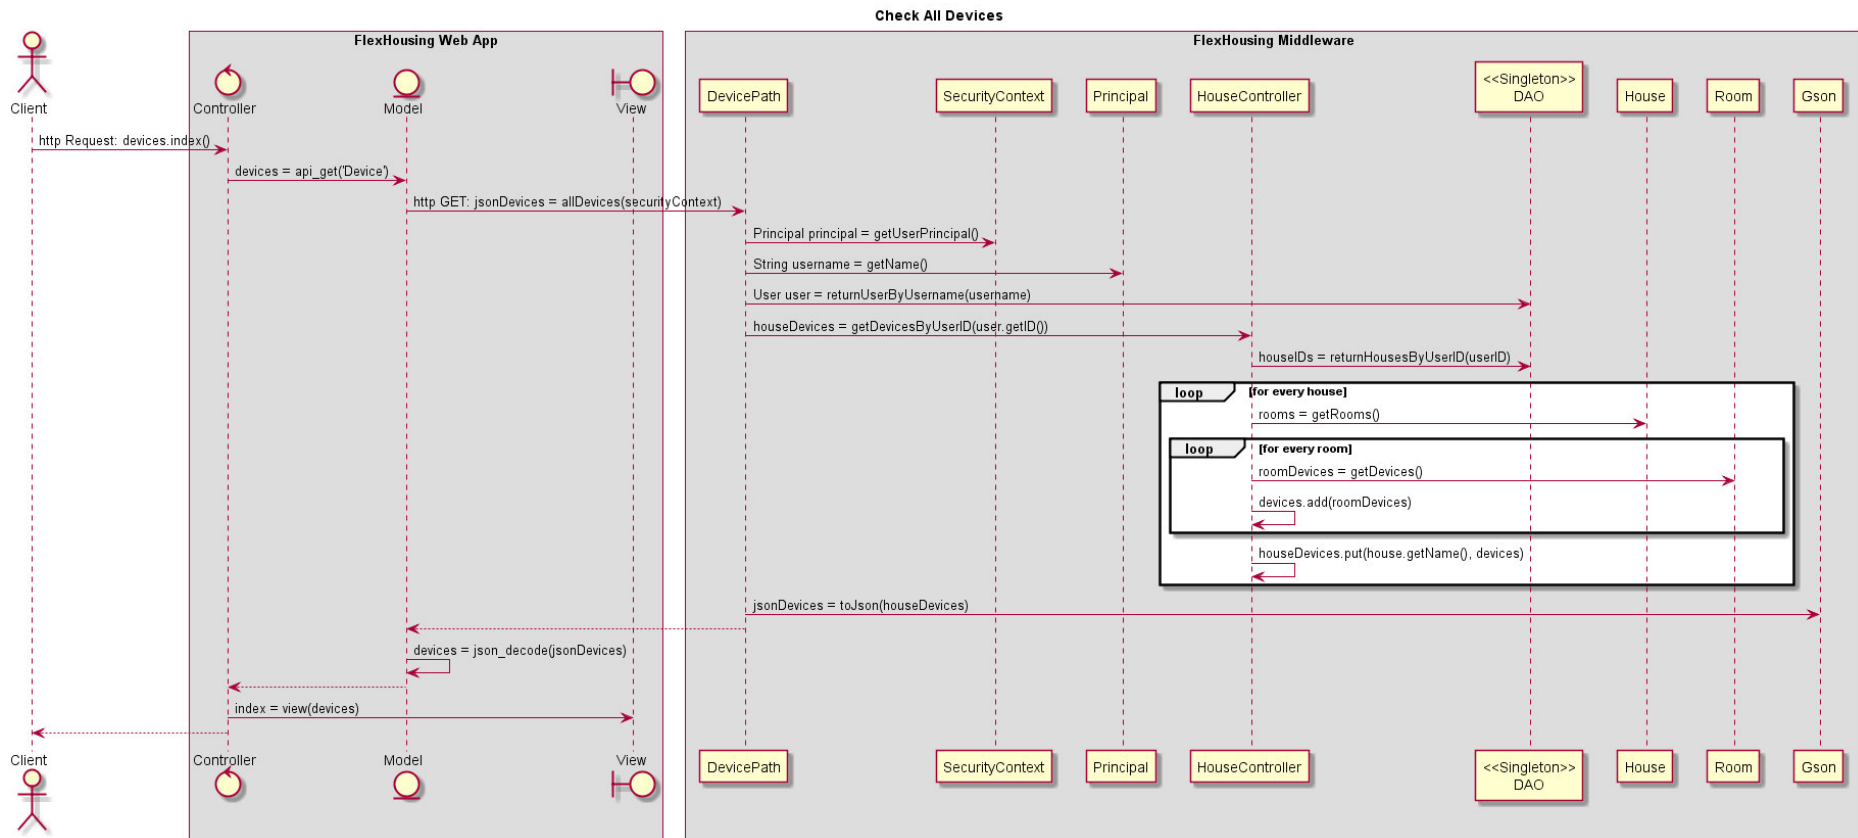 Check All Devices
FlexHousing Web App
FlexHousing Middleware
Client
Controller
Model
View
DevicePath
SecurityContext
Principal
HouseController
<<Singleton>>
DAO
House
Room
Gson
http Request: devices.index()
devices = api_get('Device')
http GET: jsonDevices = allDevices(securityContext)
Principal principal = getUserPrincipal()
String username = getName()
User user = returnUserByUsername(username)
houseDevices = getDevicesByUserID(user.getID())
houseIDs = returnHousesByUserID(userID)
loop [for every house]
rooms = getRooms()
loop [for every room]
roomDevices = getDevices()
devices.add(roomDevices)
houseDevices.put(house.getName(), devices)
jsonDevices = toJson(houseDevices)
devices = json_decode(jsonDevices)
index = view(devices)
Client
Controller
Model
View
DevicePath
SecurityContext
Principal
HouseController
<<Singleton>>
DAO
House
Room
Gson